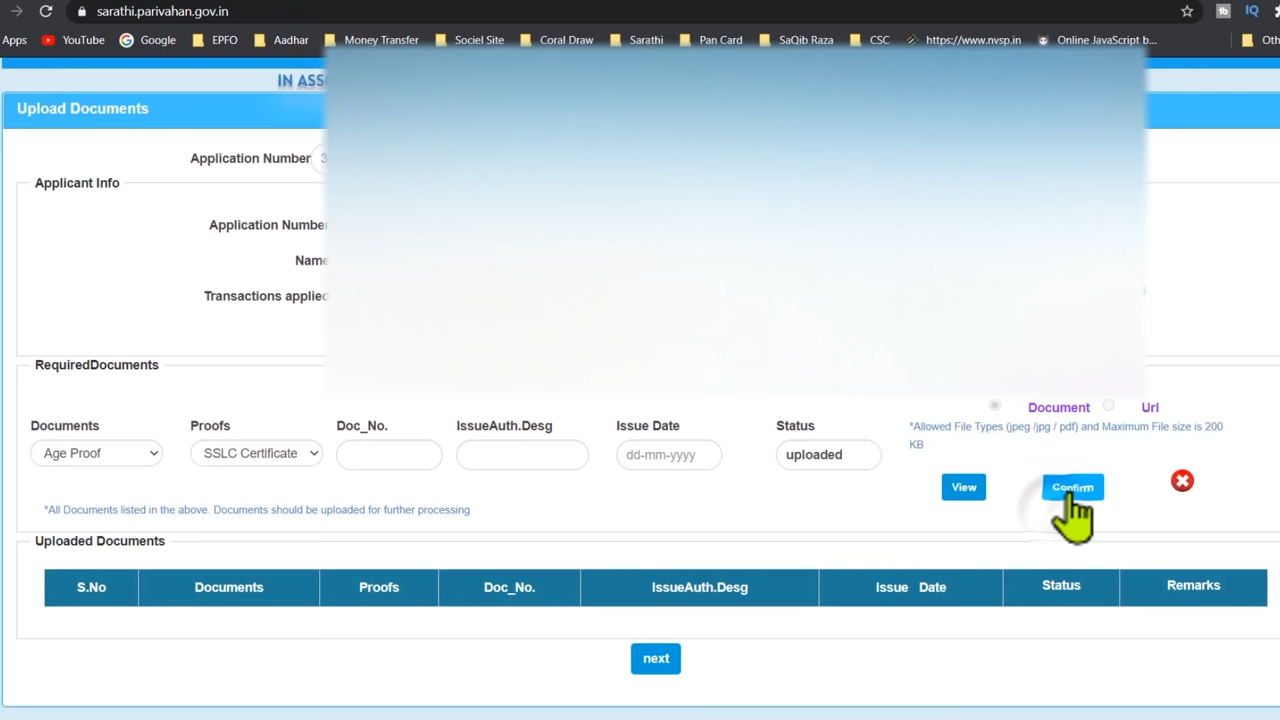 sarathi.parivahan.gov.in
Apps YouTube Google EPFO Aadhar Money Transfer Sociel Site Coral Draw Sarathi Pan Card SaQib Raza CSC https://www.nvsp.in Online JavaScript b... Oth
IN ASSO
Upload Documents
Application Number 3
Applicant Info
Application Number
Name
Transactions applied
RequiredDocuments
Document Url
Documents Proofs Doc_No. IssueAuth.Desg Issue Date Status
*Allowed File Types (jpeg /jpg / pdf) and Maximum File size is 200
KB
Age Proof SSLC Certificate dd-mm-yyyy uploaded
View Confirm
*All Documents listed in the above. Documents should be uploaded for further processing
Uploaded Documents
S.No Documents Proofs Doc_No. IssueAuth.Desg Issue Date Status Remarks
next